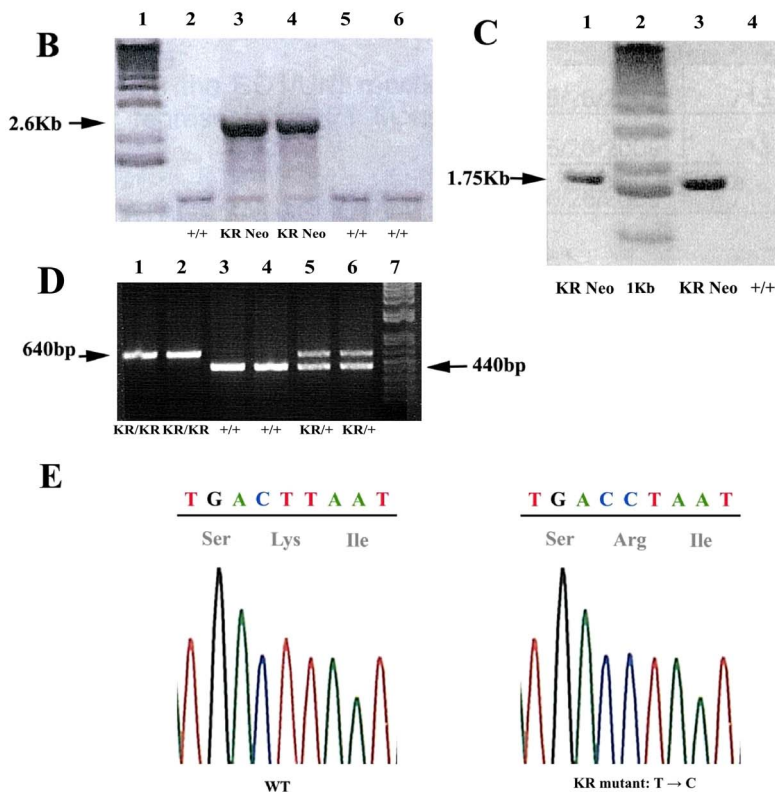 B
1 2 3 4 5 6
2.6Kb
+/+ KR Neo KR Neo +/+ +/+
C
1 2 3 4
1.75Kb
KR Neo 1Kb KR Neo +/+
D
1 2 3 4 5 6 7
640bp
440bp
KR/KR KR/KR +/+ +/+ KR/+ KR/+
E
T G A C T T A A T
Ser Lys Ile
WT
T G A C C T A A T
Ser Arg Ile
KR mutant: T → C